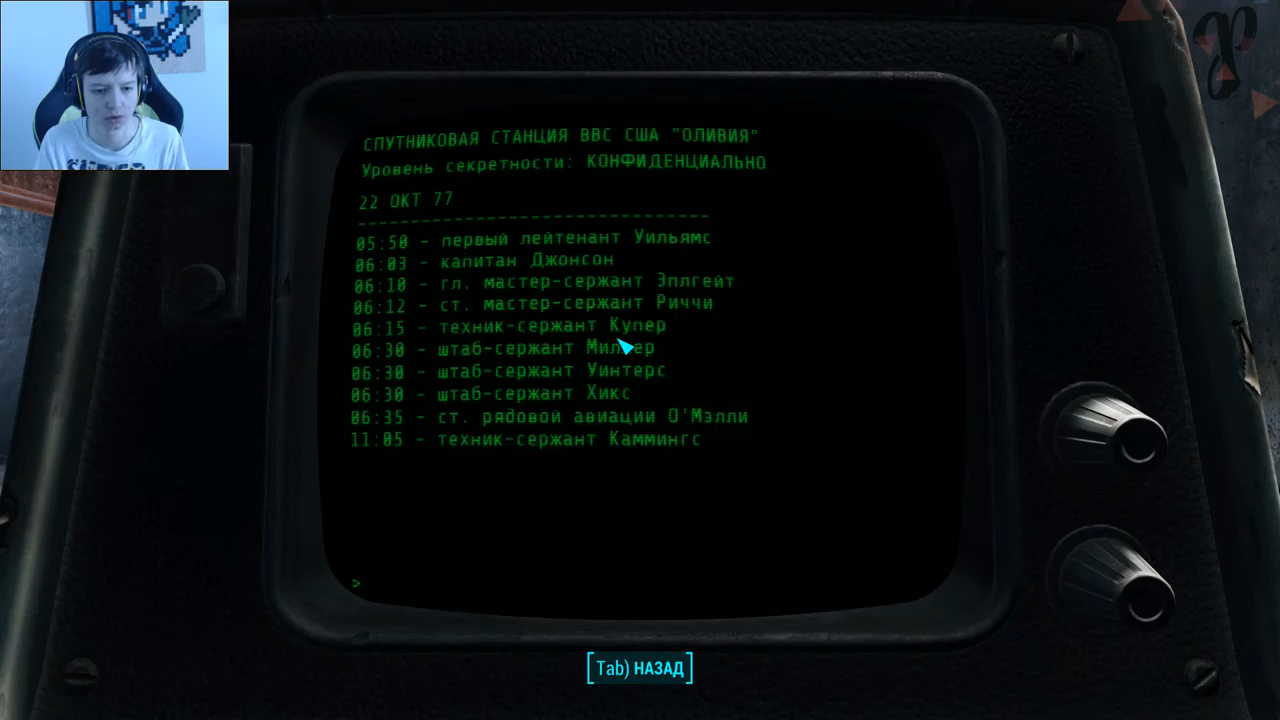 СПУТНИКОВАЯ СТАНЦИЯ ВВС США "ОЛИВИЯ"
Уровень секретности: КОНФИДЕНЦИАЛЬНО
22 ОКТ 77
--------------------------------
05:50 - первый лейтенант Уильямс
06:03 - капитан Джонсон
06:10 - гл. мастер-сержант Эплгейт
06:12 - ст. мастер-сержант Риччи
06:15 - техник-сержант Купер
06:30 - штаб-сержант Миллер
06:30 - штаб-сержант Уинтерс
06:30 - штаб-сержант Хикс
06:35 - ст. рядовой авиации О'Мэлли
11:05 - техник-сержант Каммингс
>
[Tab) НАЗАД]